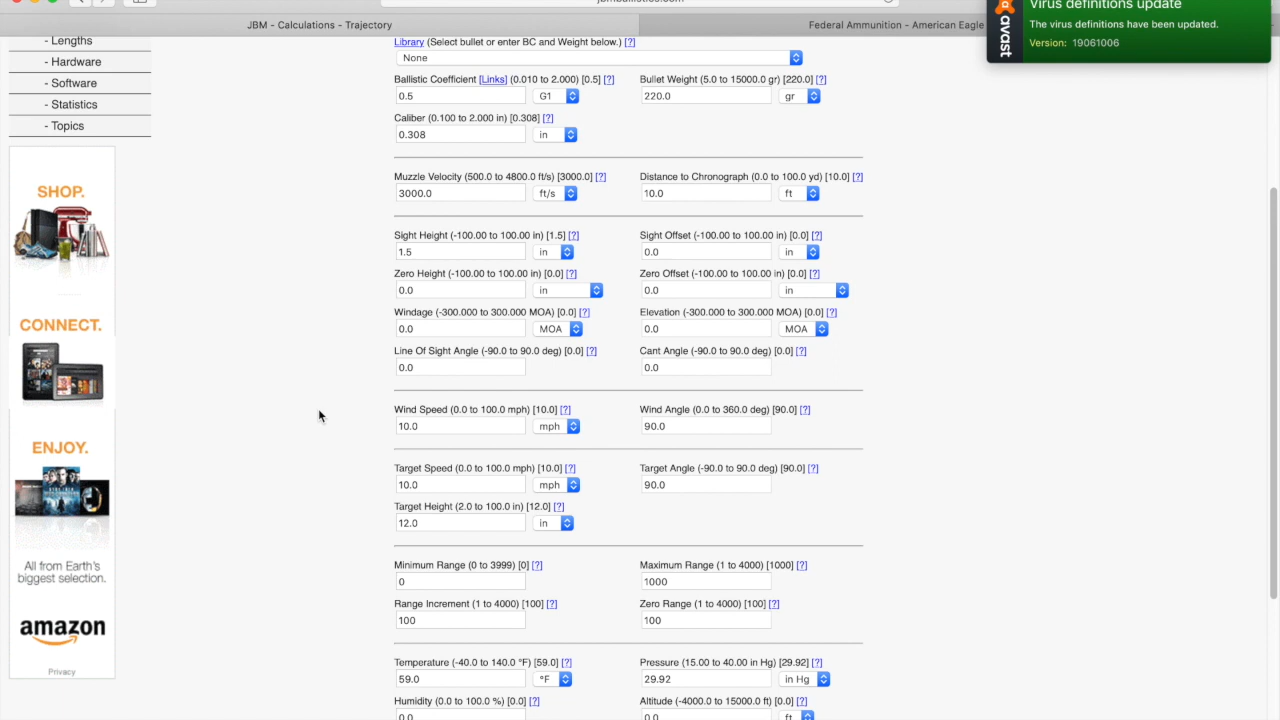 jbmballistics.com
JBM - Calculations - Trajectory
Federal Ammunition - American Eagle
Virus definitions update
The virus definitions have been updated.
Version: 19061006
avast
- Lengths
- Hardware
- Software
- Statistics
- Topics
SHOP.
CONNECT.
ENJOY.
All from Earth's
biggest selection.
amazon
Privacy
Library (Select bullet or enter BC and Weight below.) [?]
None
Ballistic Coefficient [Links] (0.010 to 2.000) [0.5] [?] Bullet Weight (5.0 to 15000.0 gr) [220.0] [?]
0.5 G1 220.0 gr
Caliber (0.100 to 2.000 in) [0.308] [?]
0.308 in
Muzzle Velocity (500.0 to 4800.0 ft/s) [3000.0] [?] Distance to Chronograph (0.0 to 100.0 yd) [10.0] [?]
3000.0 ft/s 10.0 ft
Sight Height (-100.00 to 100.00 in) [1.5] [?] Sight Offset (-100.00 to 100.00 in) [0.0] [?]
1.5 in 0.0 in
Zero Height (-100.00 to 100.00 in) [0.0] [?] Zero Offset (-100.00 to 100.00 in) [0.0] [?]
0.0 in 0.0 in
Windage (-300.000 to 300.000 MOA) [0.0] [?] Elevation (-300.000 to 300.000 MOA) [0.0] [?]
0.0 MOA 0.0 MOA
Line Of Sight Angle (-90.0 to 90.0 deg) [0.0] [?] Cant Angle (-90.0 to 90.0 deg) [0.0] [?]
0.0 0.0
Wind Speed (0.0 to 100.0 mph) [10.0] [?] Wind Angle (0.0 to 360.0 deg) [90.0] [?]
10.0 mph 90.0
Target Speed (0.0 to 100.0 mph) [10.0] [?] Target Angle (-90.0 to 90.0 deg) [90.0] [?]
10.0 mph 90.0
Target Height (2.0 to 100.0 in) [12.0] [?]
12.0 in
Minimum Range (0 to 3999) [0] [?] Maximum Range (1 to 4000) [1000] [?]
0 1000
Range Increment (1 to 4000) [100] [?] Zero Range (1 to 4000) [100] [?]
100 100
Temperature (-40.0 to 140.0 °F) [59.0] [?] Pressure (15.00 to 40.00 in Hg) [29.92] [?]
59.0 °F 29.92 in Hg
Humidity (0.0 to 100.0 %) [0.0] [?] Altitude (-4000.0 to 15000.0 ft) [0.0] [?]
0.0 0.0 ft